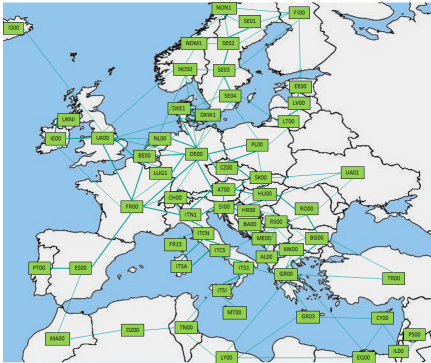 NON1
FI00
SE01
IS00
NOM1
SE02
NOS0
SE03
EE00
SE04
LV00
DKE1
DKW1
UKNI
LT00
IE00
UK00
NL00
PL00
BE00
DE00
LUG1
CZ00
SK00
UA01
CH00
AT00
HU00
FR00
SI00
HR00
RO00
ITN1
BA00
RS00
ITCN
ME00
BG00
FR15
ITCS
MK00
AL00
PT00
ES00
ITSA
ITS1
GR00
TR00
ITSI
MT00
GR03
CY00
TN00
DZ00
MA00
PS00
IL00
LY00
EG00